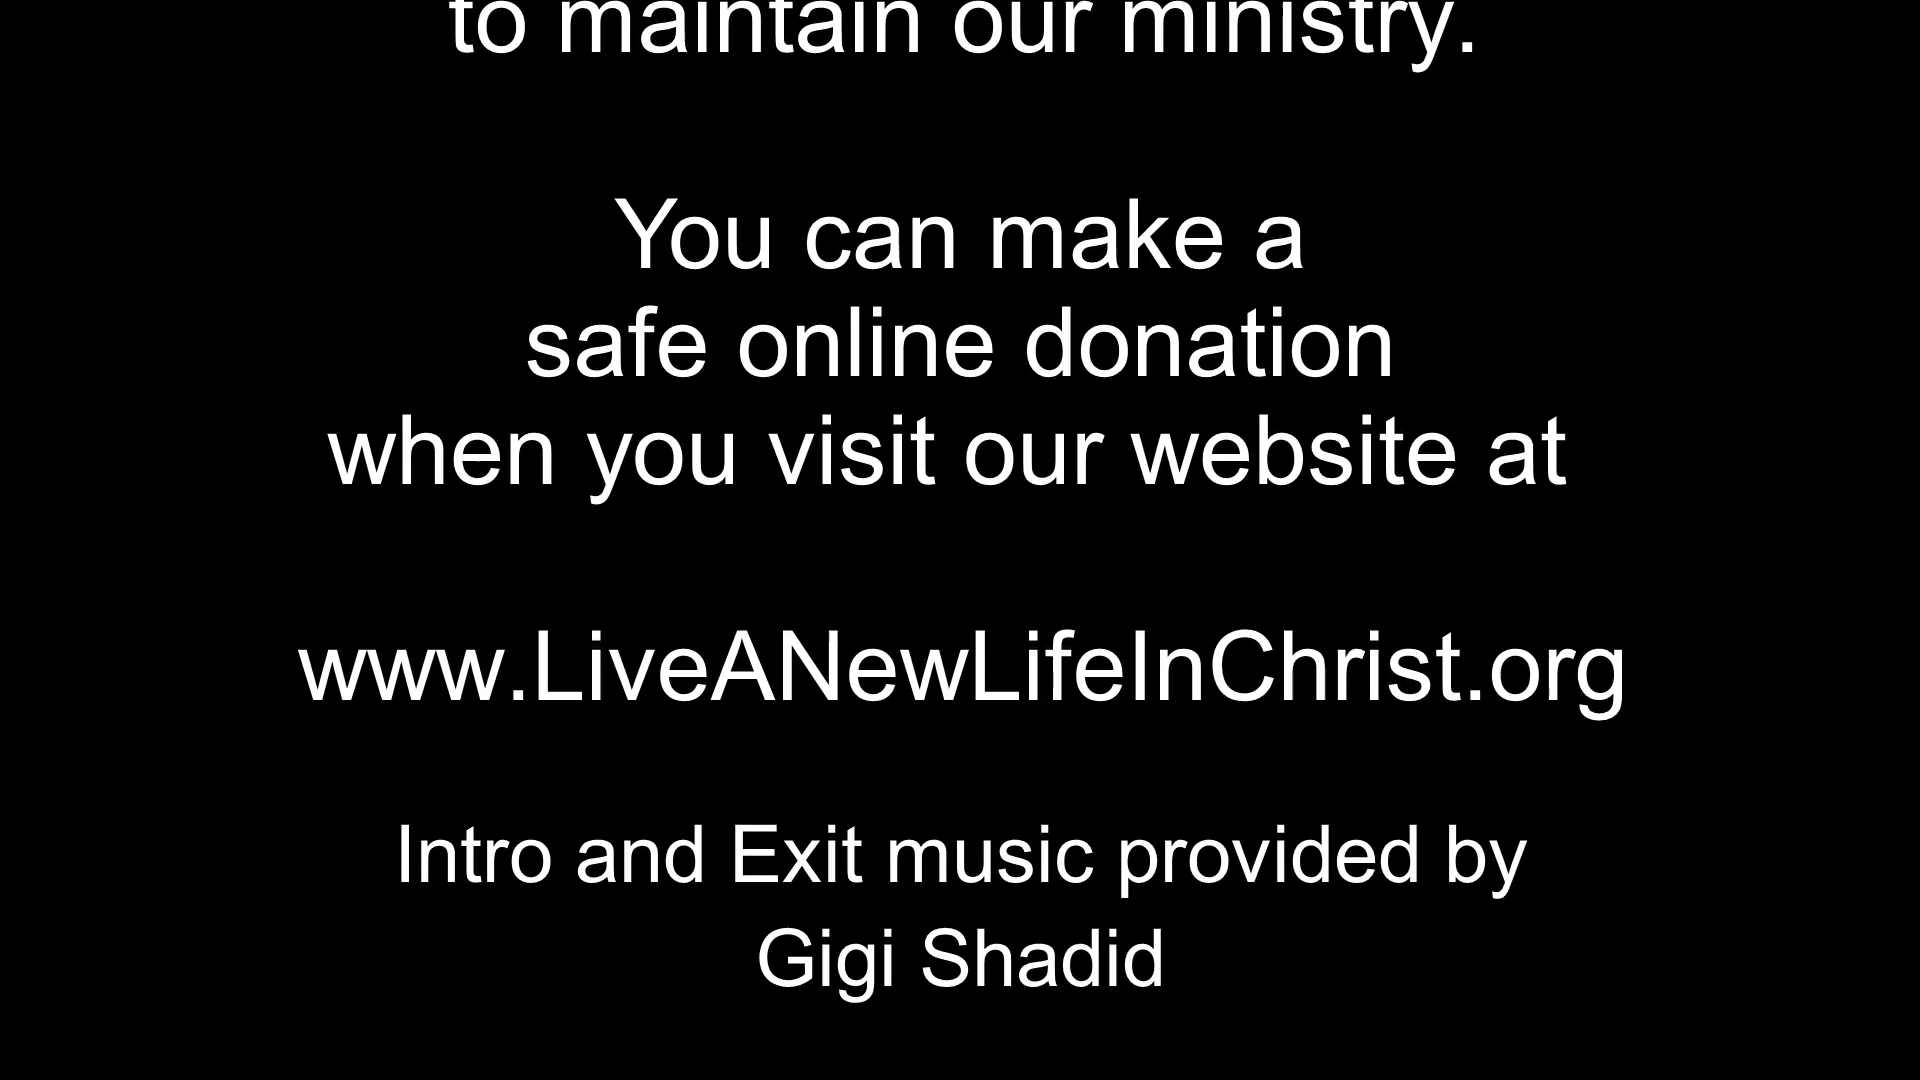 to maintain our ministry.
You can make a
safe online donation
when you visit our website at
www.LiveANewLifeInChrist.org
Intro and Exit music provided by
Gigi Shadid